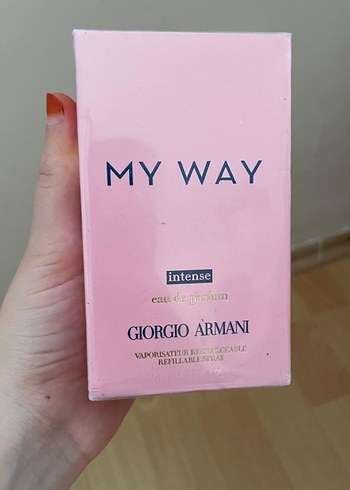 MY WAY
intense
eau de parfum
GIORGIO ARMANI
VAPORISATEUR RECHARGEABLE
REFILLABLE SPRAY